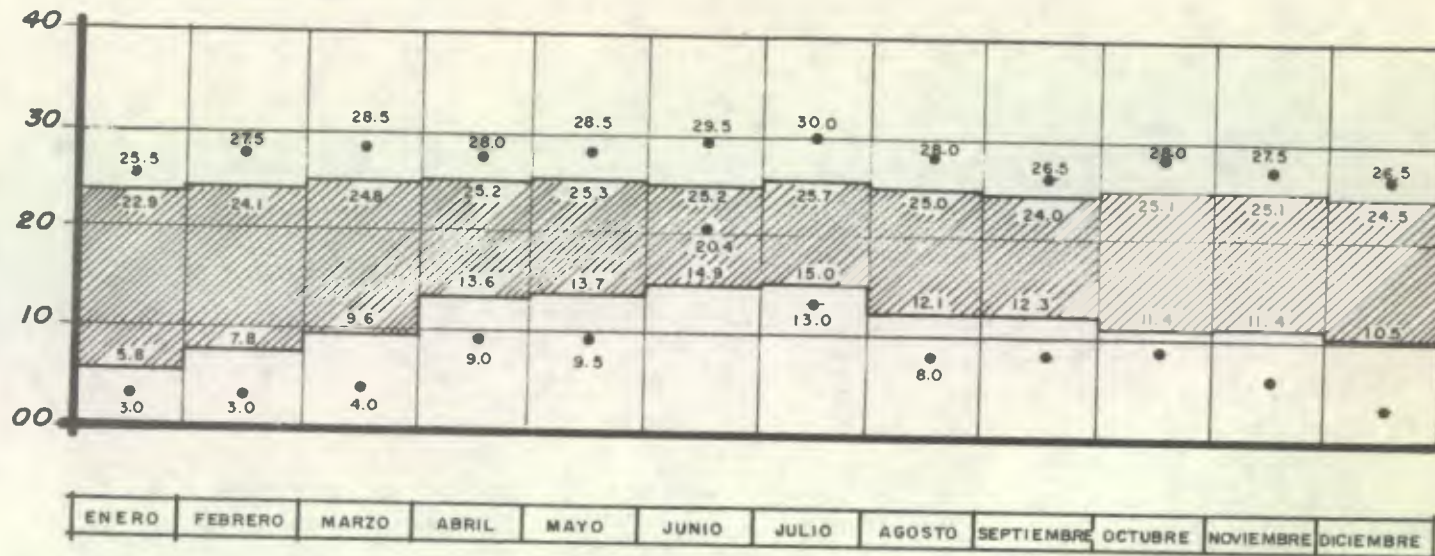 40
30
20
10
00
25.5 27.5 28.5 28.0 28.5 29.5 30.0 28.0 26.5 28.0 27.5 26.5
22.9 24.1 24.8 25.2 25.3 25.2 25.7 25.0 24.0 25.1 25.1 24.5
20.4
5.8 7.8 9.6 13.6 13.7 14.9 15.0 12.1 12.3 11.4 11.4 10.5
3.0 3.0 4.0 9.0 9.5 13.0 8.0
ENERO FEBRERO MARZO ABRIL MAYO JUNIO JULIO AGOSTO SEPTIEMBRE OCTUBRE NOVIEMBRE DICIEMBRE